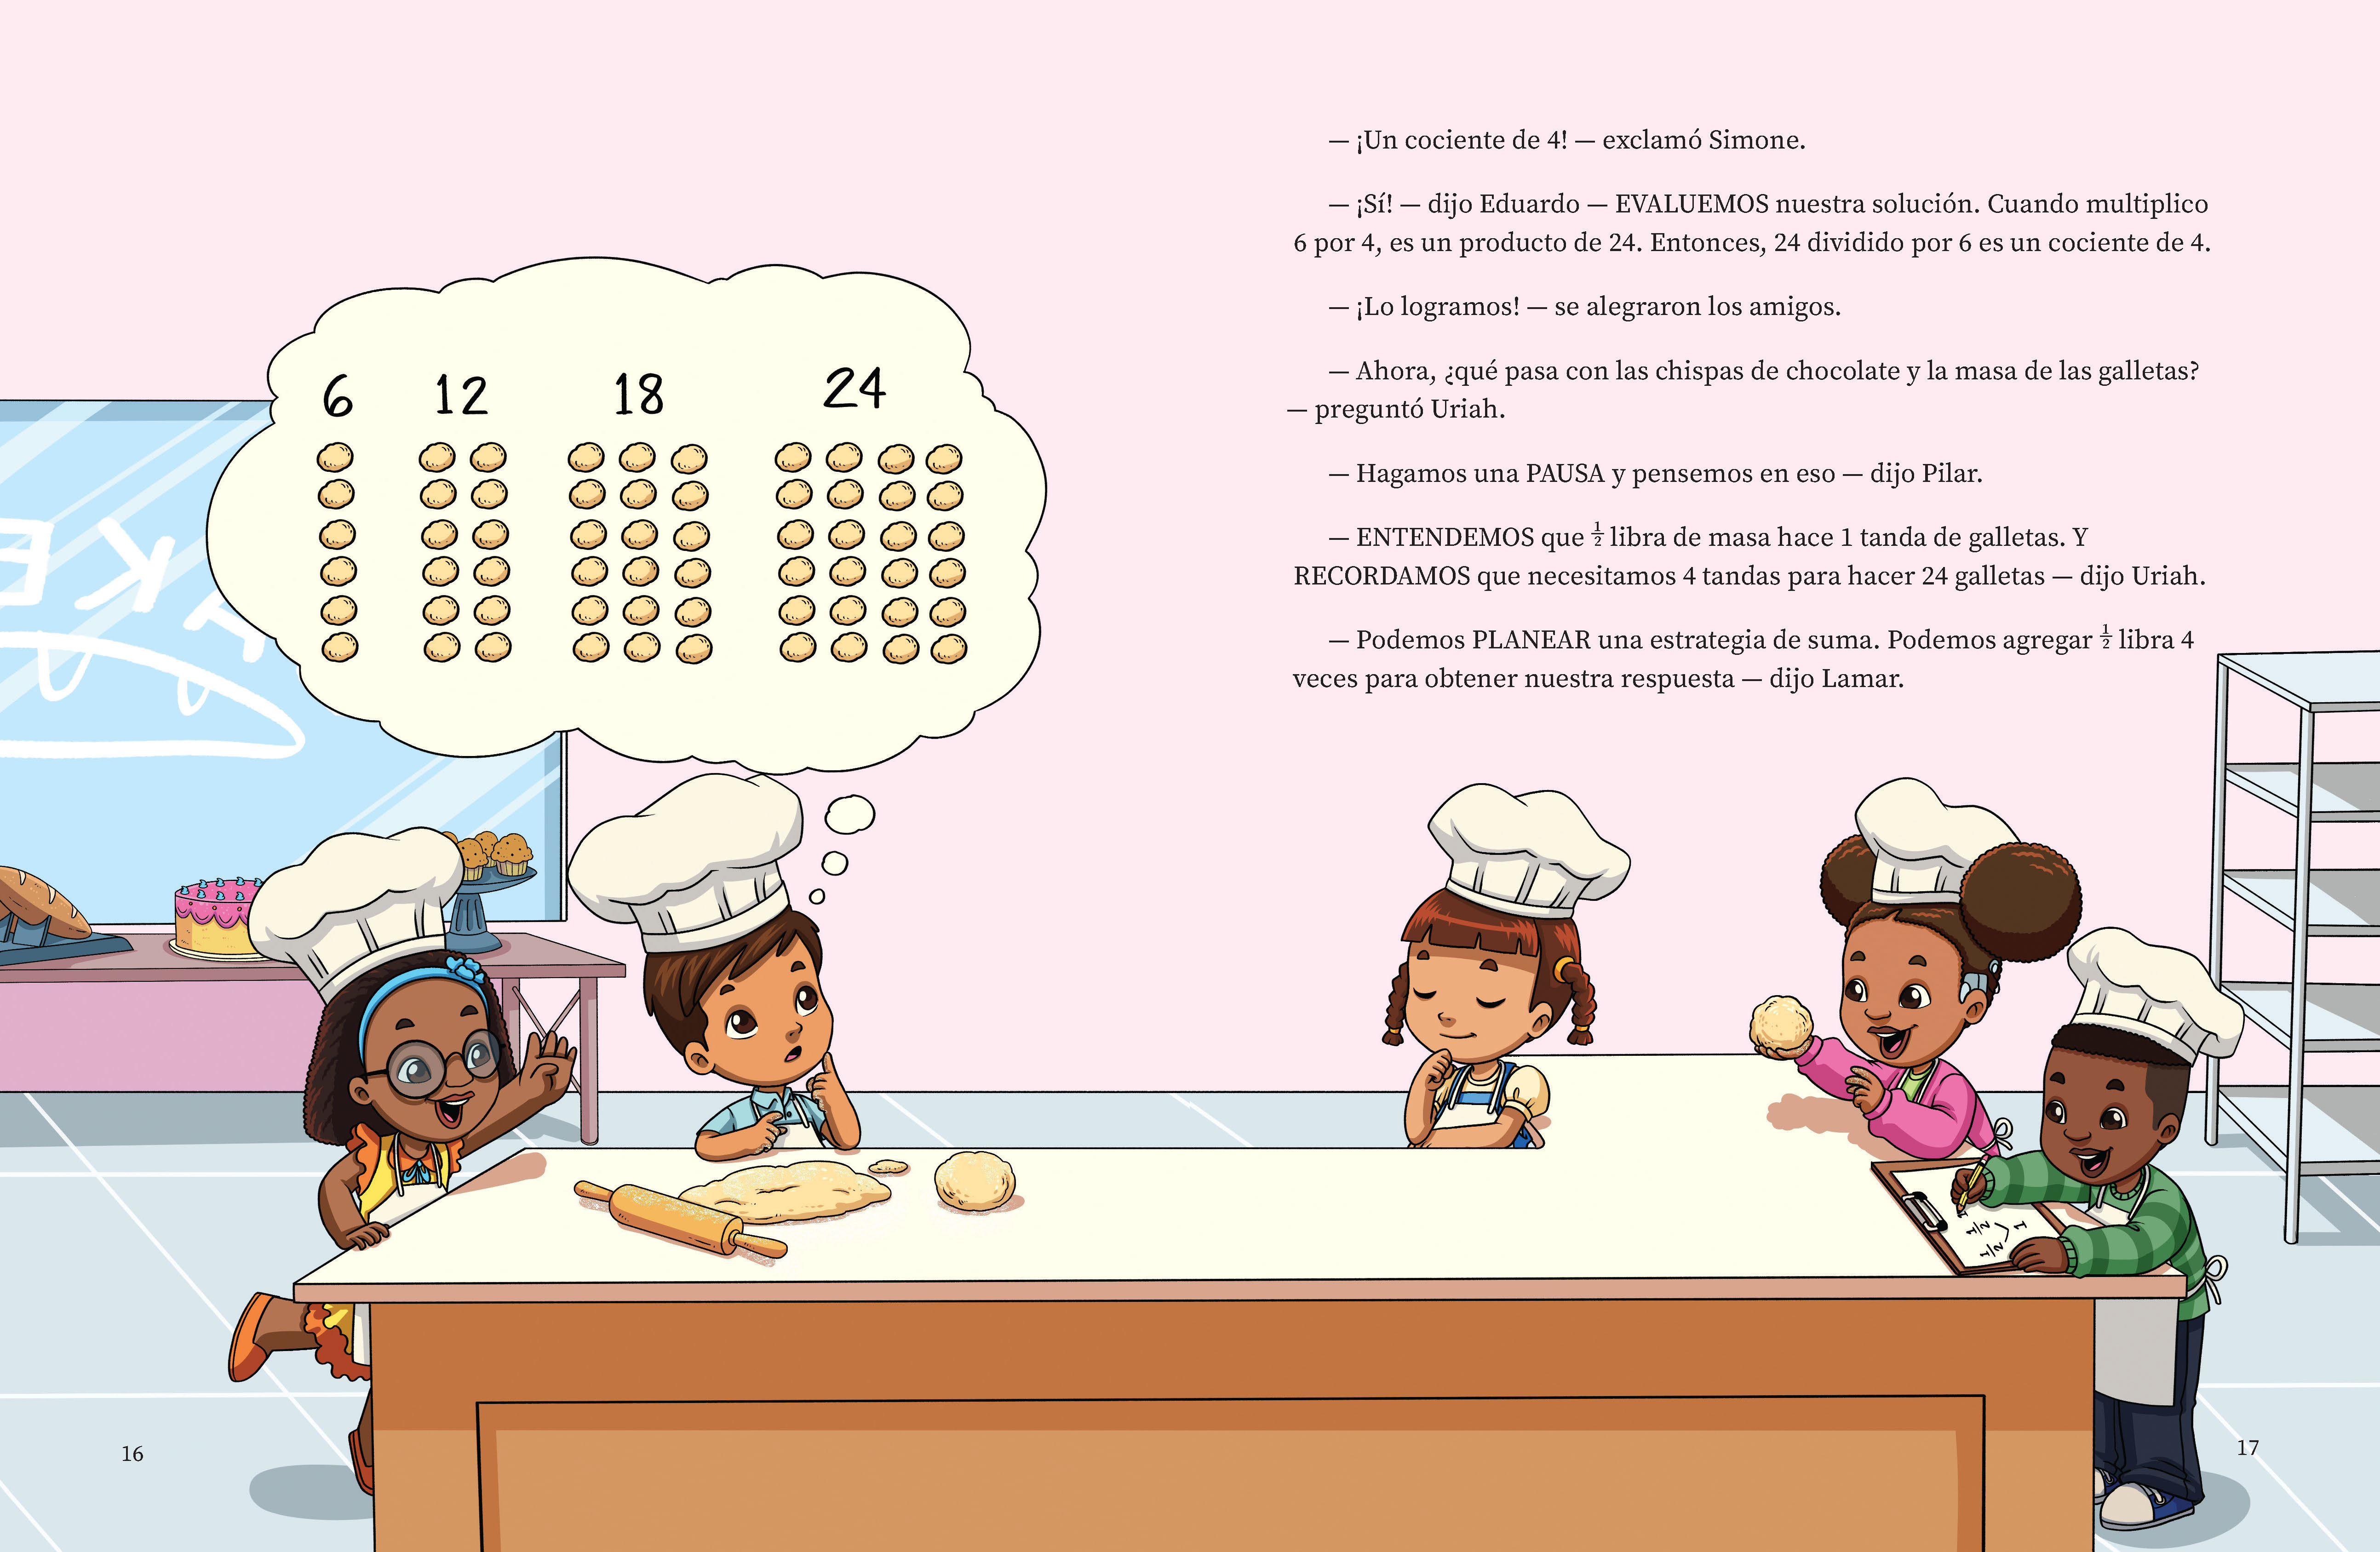 6 12 18 24
— ¡Un cociente de 4! — exclamó Simone.
— ¡Sí! — dijo Eduardo — EVALUEMOS nuestra solución. Cuando multiplico
6 por 4, es un producto de 24. Entonces, 24 dividido por 6 es un cociente de 4.
— ¡Lo logramos! — se alegraron los amigos.
— Ahora, ¿qué pasa con las chispas de chocolate y la masa de las galletas?
— preguntó Uriah.
— Hagamos una PAUSA y pensemos en eso — dijo Pilar.
— ENTENDEMOS que ½ libra de masa hace 1 tanda de galletas. Y
RECORDAMOS que necesitamos 4 tandas para hacer 24 galletas — dijo Uriah.
— Podemos PLANEAR una estrategia de suma. Podemos agregar ½ libra 4
veces para obtener nuestra respuesta — dijo Lamar.
1/2
1/2
1
16
17